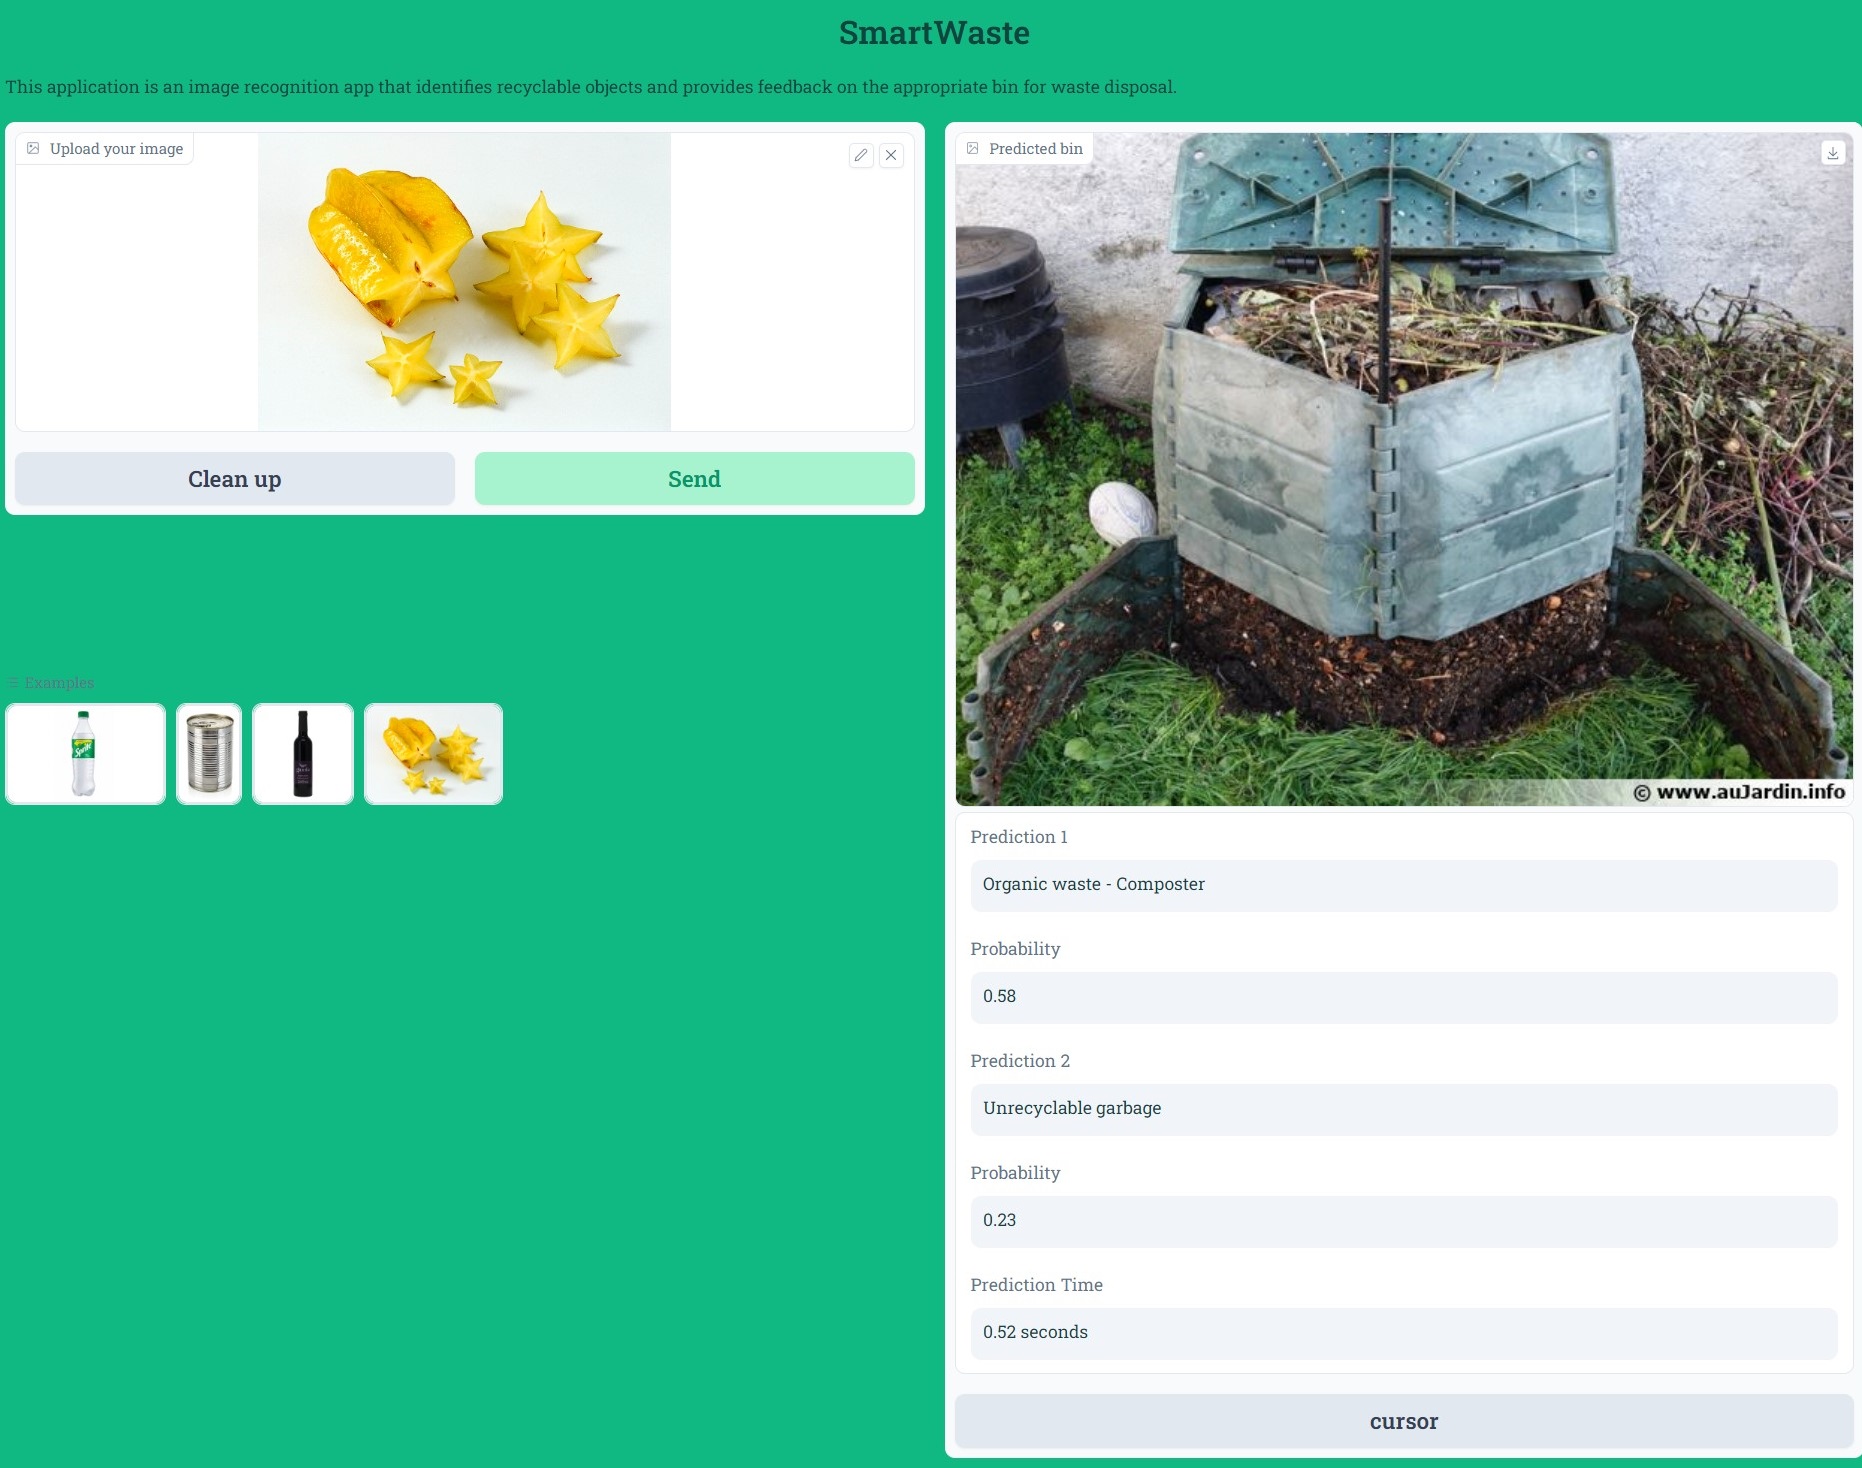 SmartWaste
This application is an image recognition app that identifies recyclable objects and provides feedback on the appropriate bin for waste disposal.
Upload your image
Clean up
Send
Examples
Sprite
Predicted bin
© www.auJardin.info
Prediction 1
Organic waste - Composter
Probability
0.58
Prediction 2
Unrecyclable garbage
Probability
0.23
Prediction Time
0.52 seconds
cursor